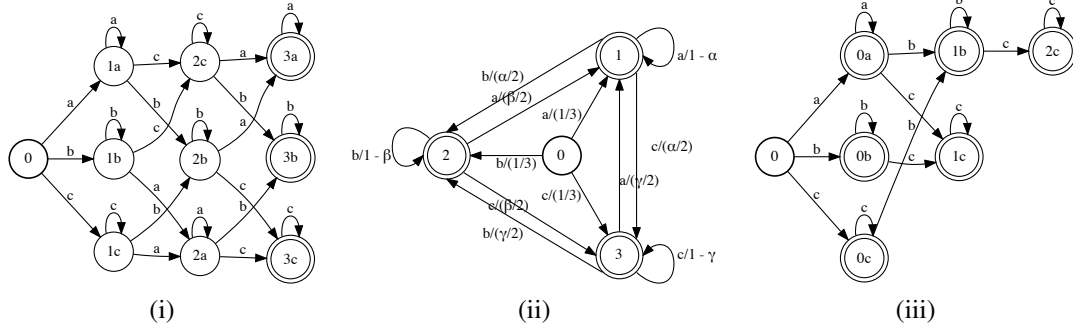 a c a
1a c 2c a 3a
a b c b a
b b b
0 b 1b 2b 3b
c a c
c b a b c
1c a 2a c 3c
(i)
1 a/1 - α
b/(α/2)
a/(β/2)
a/(1/3)
b/1 - β 2 b/(1/3) 0 c/(α/2)
a/(γ/2)
c/(1/3)
c/(β/2)
b/(γ/2)
3 c/1 - γ
(ii)
a b c
0a b 1b c 2c
a c b
b c
0 b 0b c 1c
c c
0c
(iii)